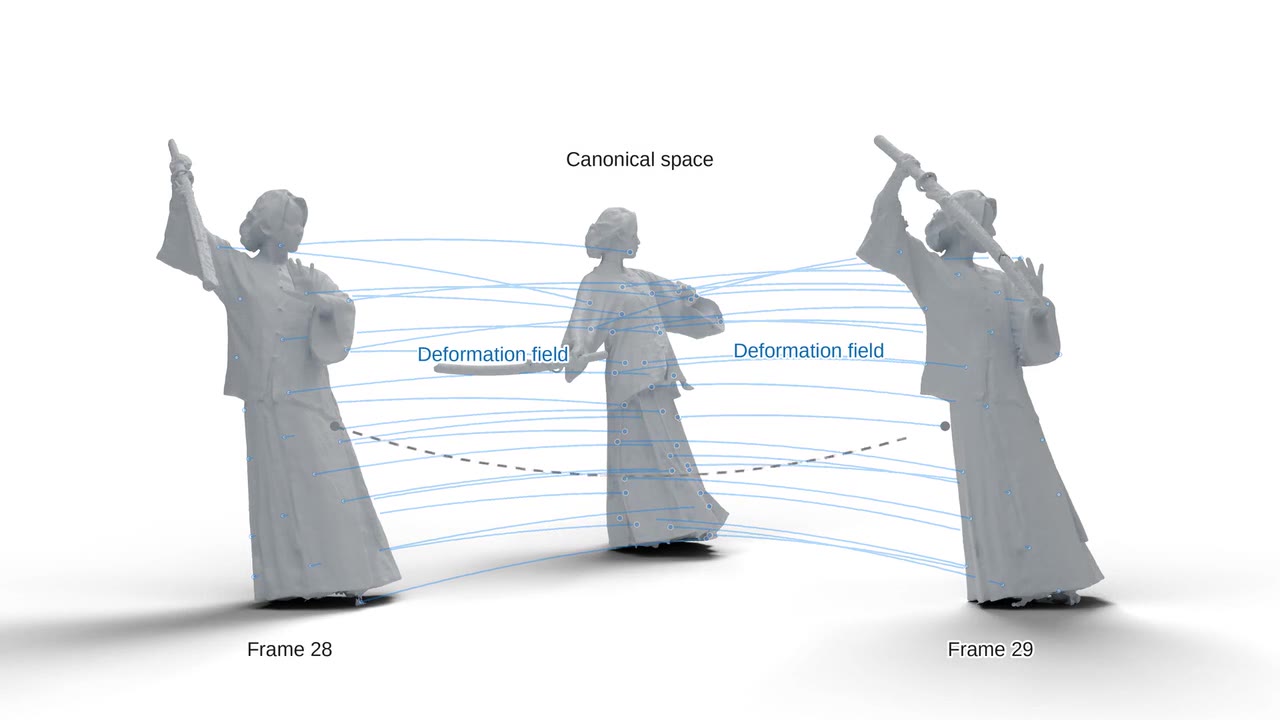 Canonical space
Deformation field
Deformation field
Frame 28
Frame 29